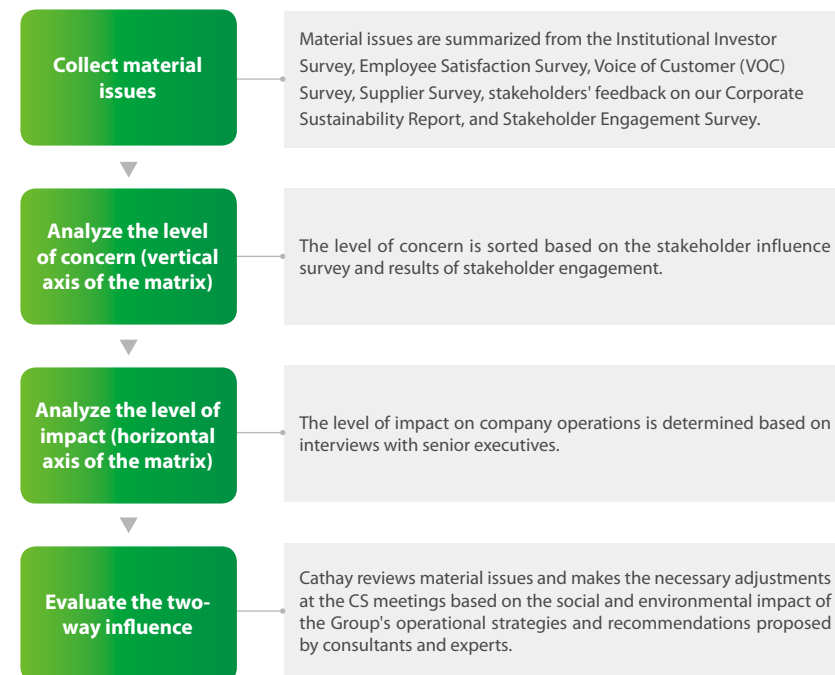 Collect material
issues
Material issues are summarized from the Institutional Investor
Survey, Employee Satisfaction Survey, Voice of Customer (VOC)
Survey, Supplier Survey, stakeholders' feedback on our Corporate
Sustainability Report, and Stakeholder Engagement Survey.
Analyze the level
of concern (vertical
axis of the matrix)
The level of concern is sorted based on the stakeholder influence
survey and results of stakeholder engagement.
Analyze the level of
impact (horizontal
axis of the matrix)
The level of impact on company operations is determined based on
interviews with senior executives.
Evaluate the two-
way influence
Cathay reviews material issues and makes the necessary adjustments
at the CS meetings based on the social and environmental impact of
the Group's operational strategies and recommendations proposed
by consultants and experts.